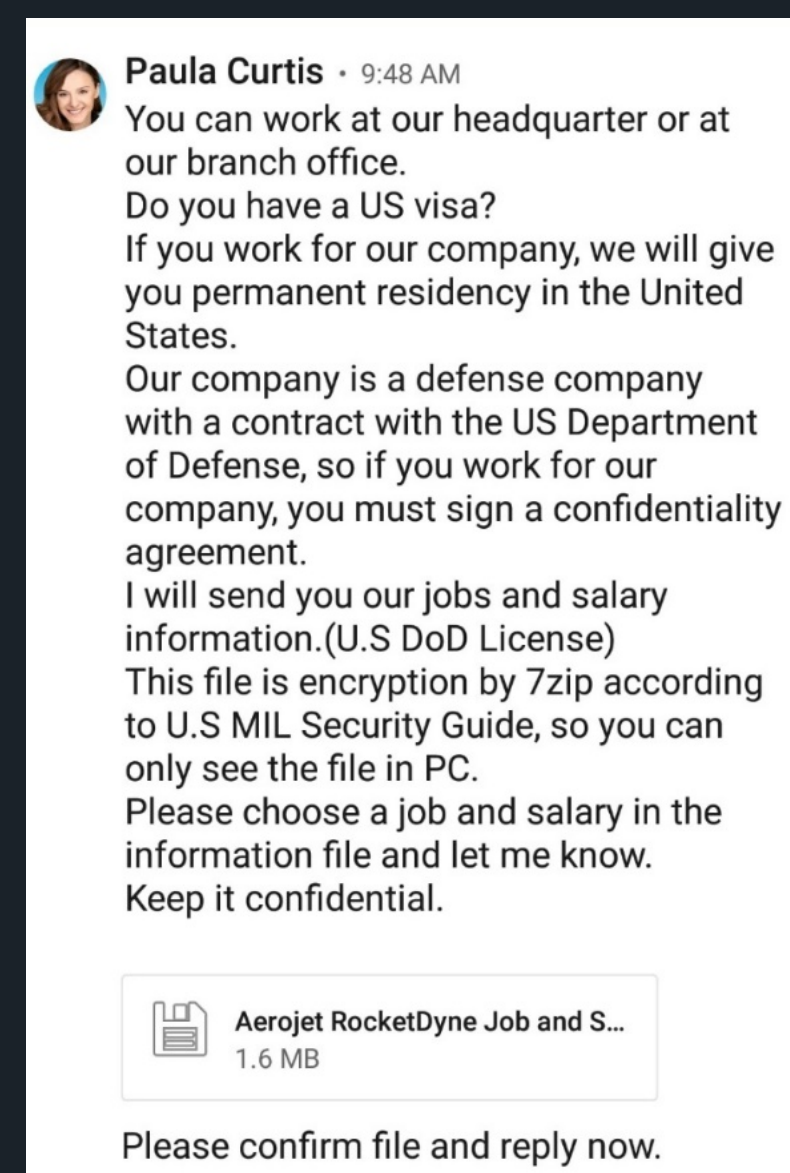 Paula Curtis · 9:48 AM
You can work at our headquarter or at
our branch office.
Do you have a US visa?
If you work for our company, we will give
you permanent residency in the United
States.
Our company is a defense company
with a contract with the US Department
of Defense, so if you work for our
company, you must sign a confidentiality
agreement.
I will send you our jobs and salary
information.(U.S DoD License)
This file is encryption by 7zip according
to U.S MIL Security Guide, so you can
only see the file in PC.
Please choose a job and salary in the
information file and let me know.
Keep it confidential.
Aerojet RocketDyne Job and S...
1.6 MB
Please confirm file and reply now.